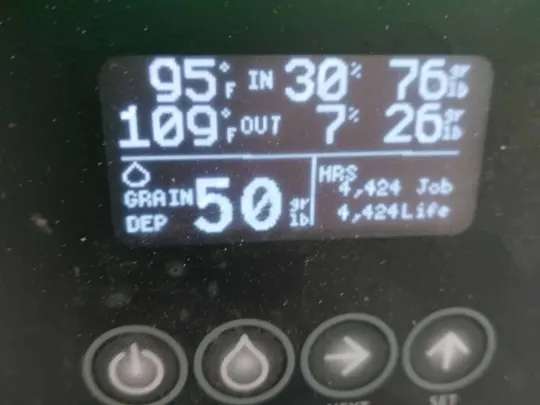 95°F IN 30% 76 gr/lb
109°F OUT 7% 26 gr/lb
GRAIN DEP 50 gr/lb
HRS
4,424 Job
4,424 Life
SET